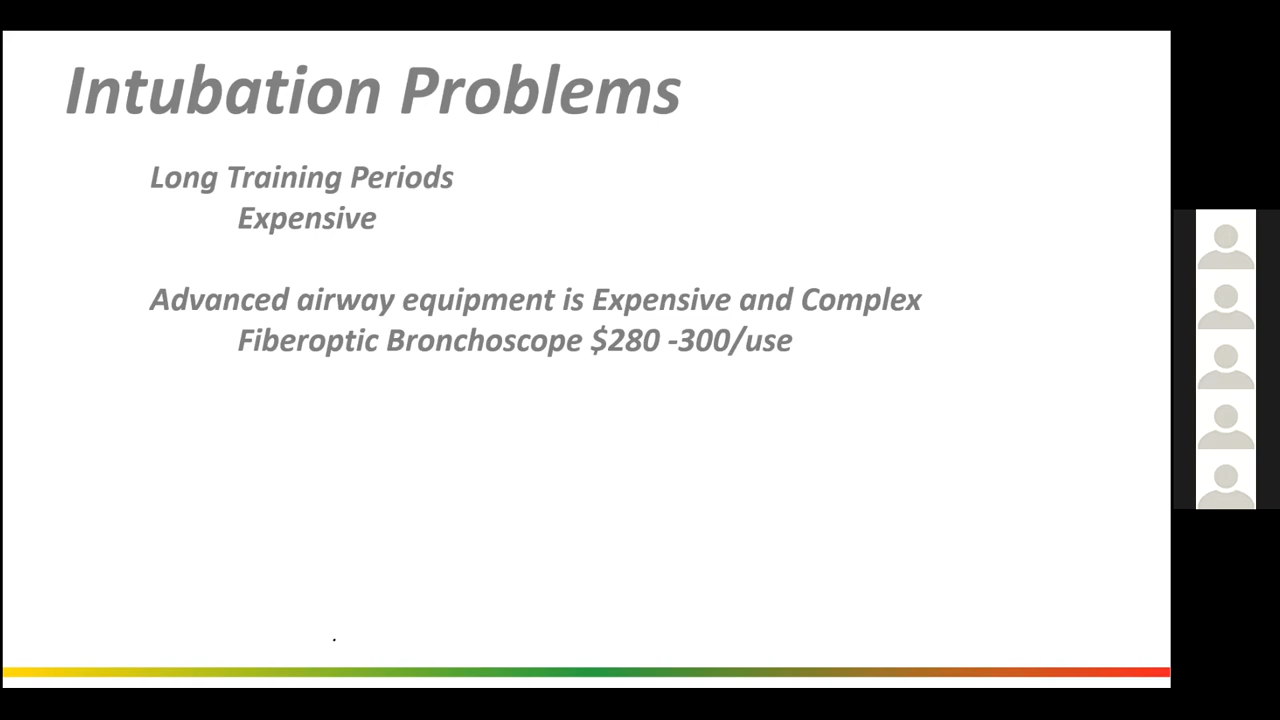 Intubation Problems
Long Training Periods
Expensive
Advanced airway equipment is Expensive and Complex
Fiberoptic Bronchoscope $280 -300/use
.